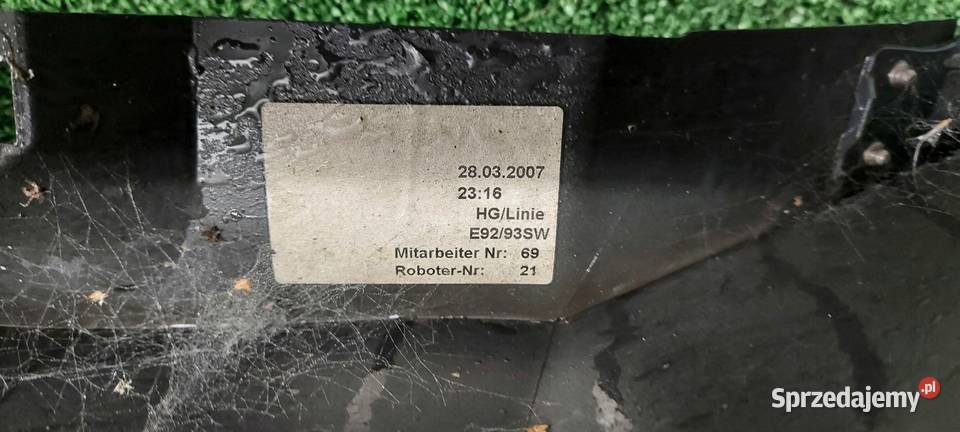 28.03.2007
23:16
HG/Linie
E92/93SW
Mitarbeiter Nr: 69
Roboter-Nr: 21
Sprzedajemy.pl